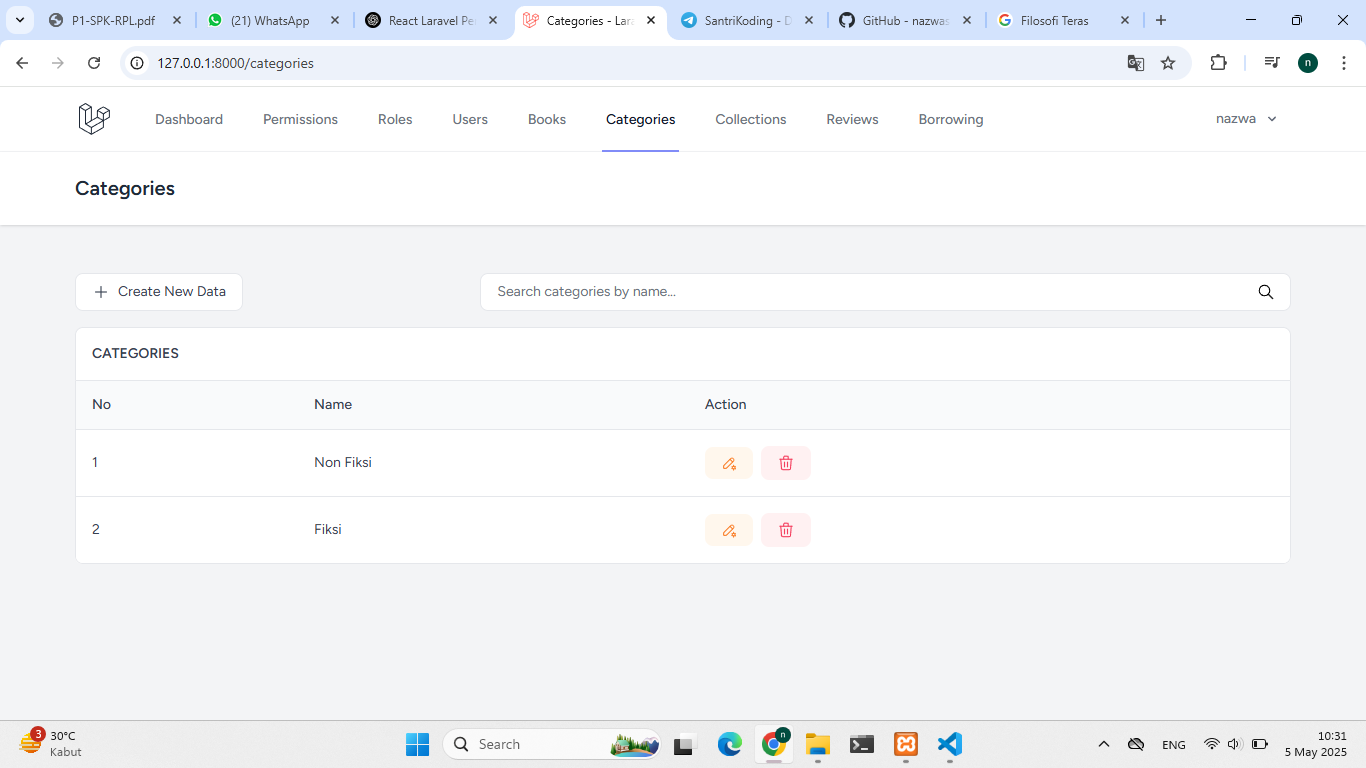 P1-SPK-RPL.pdf
(21) WhatsApp
React Laravel Pe
Categories - Lara
SantriKoding - D
GitHub - nazwas
Filosofi Teras
127.0.0.1:8000/categories
n
Dashboard Permissions Roles Users Books Categories Collections Reviews Borrowing nazwa
Categories
Create New Data
Search categories by name...
CATEGORIES
No Name Action
1 Non Fiksi
2 Fiksi
3
30°C
Kabut
Search
n
ENG
10:31
5 May 2025